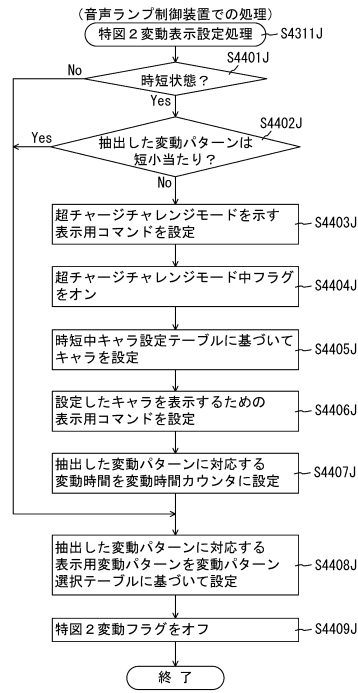 (音声ランプ制御装置での処理)
特図2変動表示設定処理
S4311J
S4401J
No
時短状態?
Yes
S4402J
Yes
抽出した変動パターンは
短小当たり?
No
超チャージチャレンジモードを示す
表示用コマンドを設定
S4403J
超チャージチャレンジモード中フラグ
をオン
S4404J
時短中キャラ設定テーブルに基づいて
キャラを設定
S4405J
設定したキャラを表示するための
表示用コマンドを設定
S4406J
抽出した変動パターンに対応する
変動時間を変動時間カウンタに設定
S4407J
抽出した変動パターンに対応する
表示用変動パターンを変動パターン
選択テーブルに基づいて設定
S4408J
特図2変動フラグをオフ
S4409J
終了